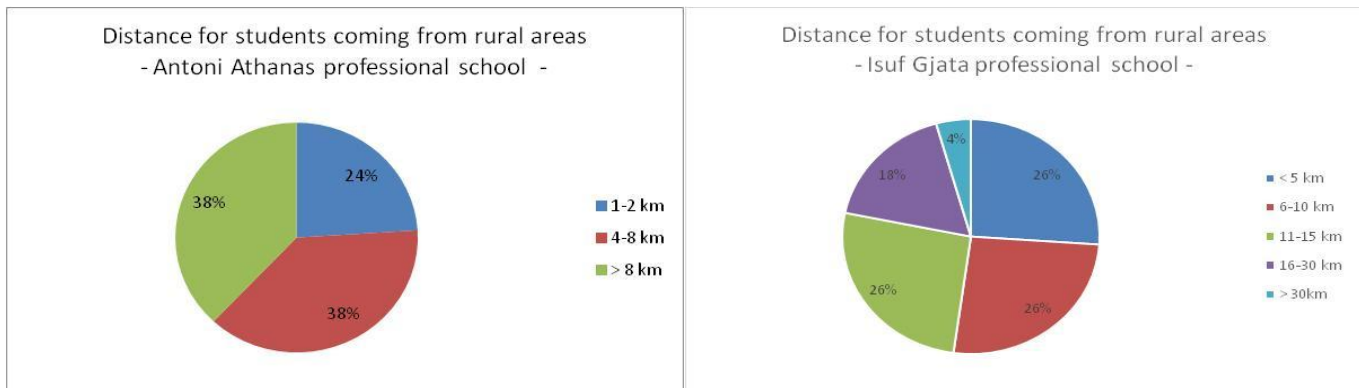 Distance for students coming from rural areas
- Antoni Athanas professional school -
24%
38%
38%
1-2 km
4-8 km
> 8 km
Distance for students coming from rural areas
- Isuf Gjata professional school -
4%
26%
18%
26%
26%
< 5 km
6-10 km
11-15 km
16-30 km
> 30km